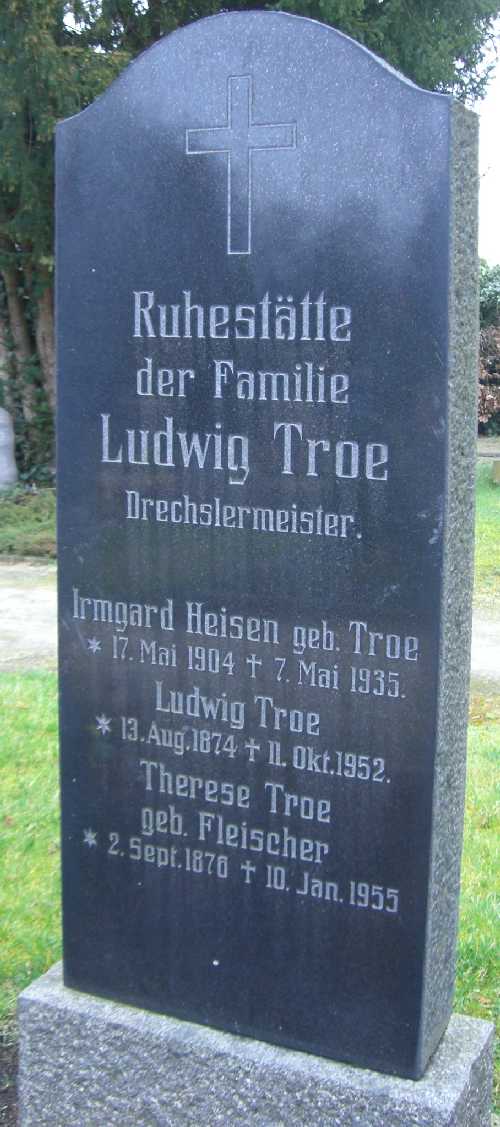 Ruhestätte
der Familie
Ludwig Troe
Drechslermeister.
Irmgard Heisen geb. Troe
* 17. Mai 1904 † 7. Mai 1935.
Ludwig Troe
* 13. Aug. 1874 † 11. Okt. 1952.
Therese Troe
geb. Fleischer
* 2. Sept. 1876 † 10. Jan. 1955